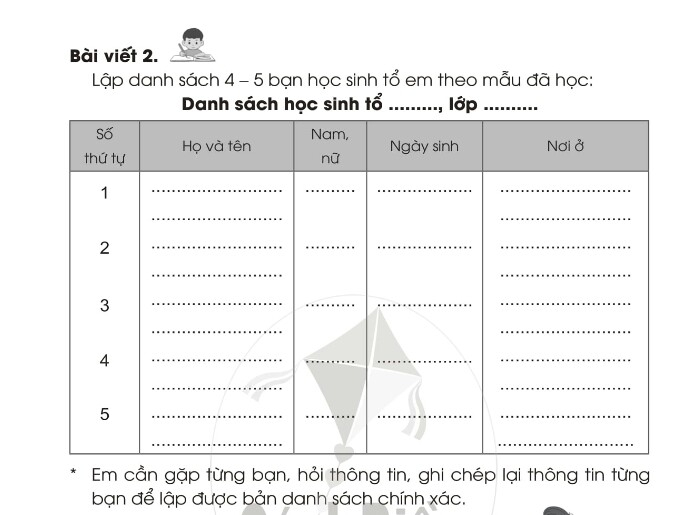 Bài viết 2.
Lập danh sách 4 – 5 bạn học sinh tổ em theo mẫu đã học:
Danh sách học sinh tổ ........., lớp ..........
Số thứ tự | Họ và tên | Nam, nữ | Ngày sinh | Nơi ở
1
2
3
4
5
* Em cần gặp từng bạn, hỏi thông tin, ghi chép lại thông tin từng
bạn để lập được bản danh sách chính xác.